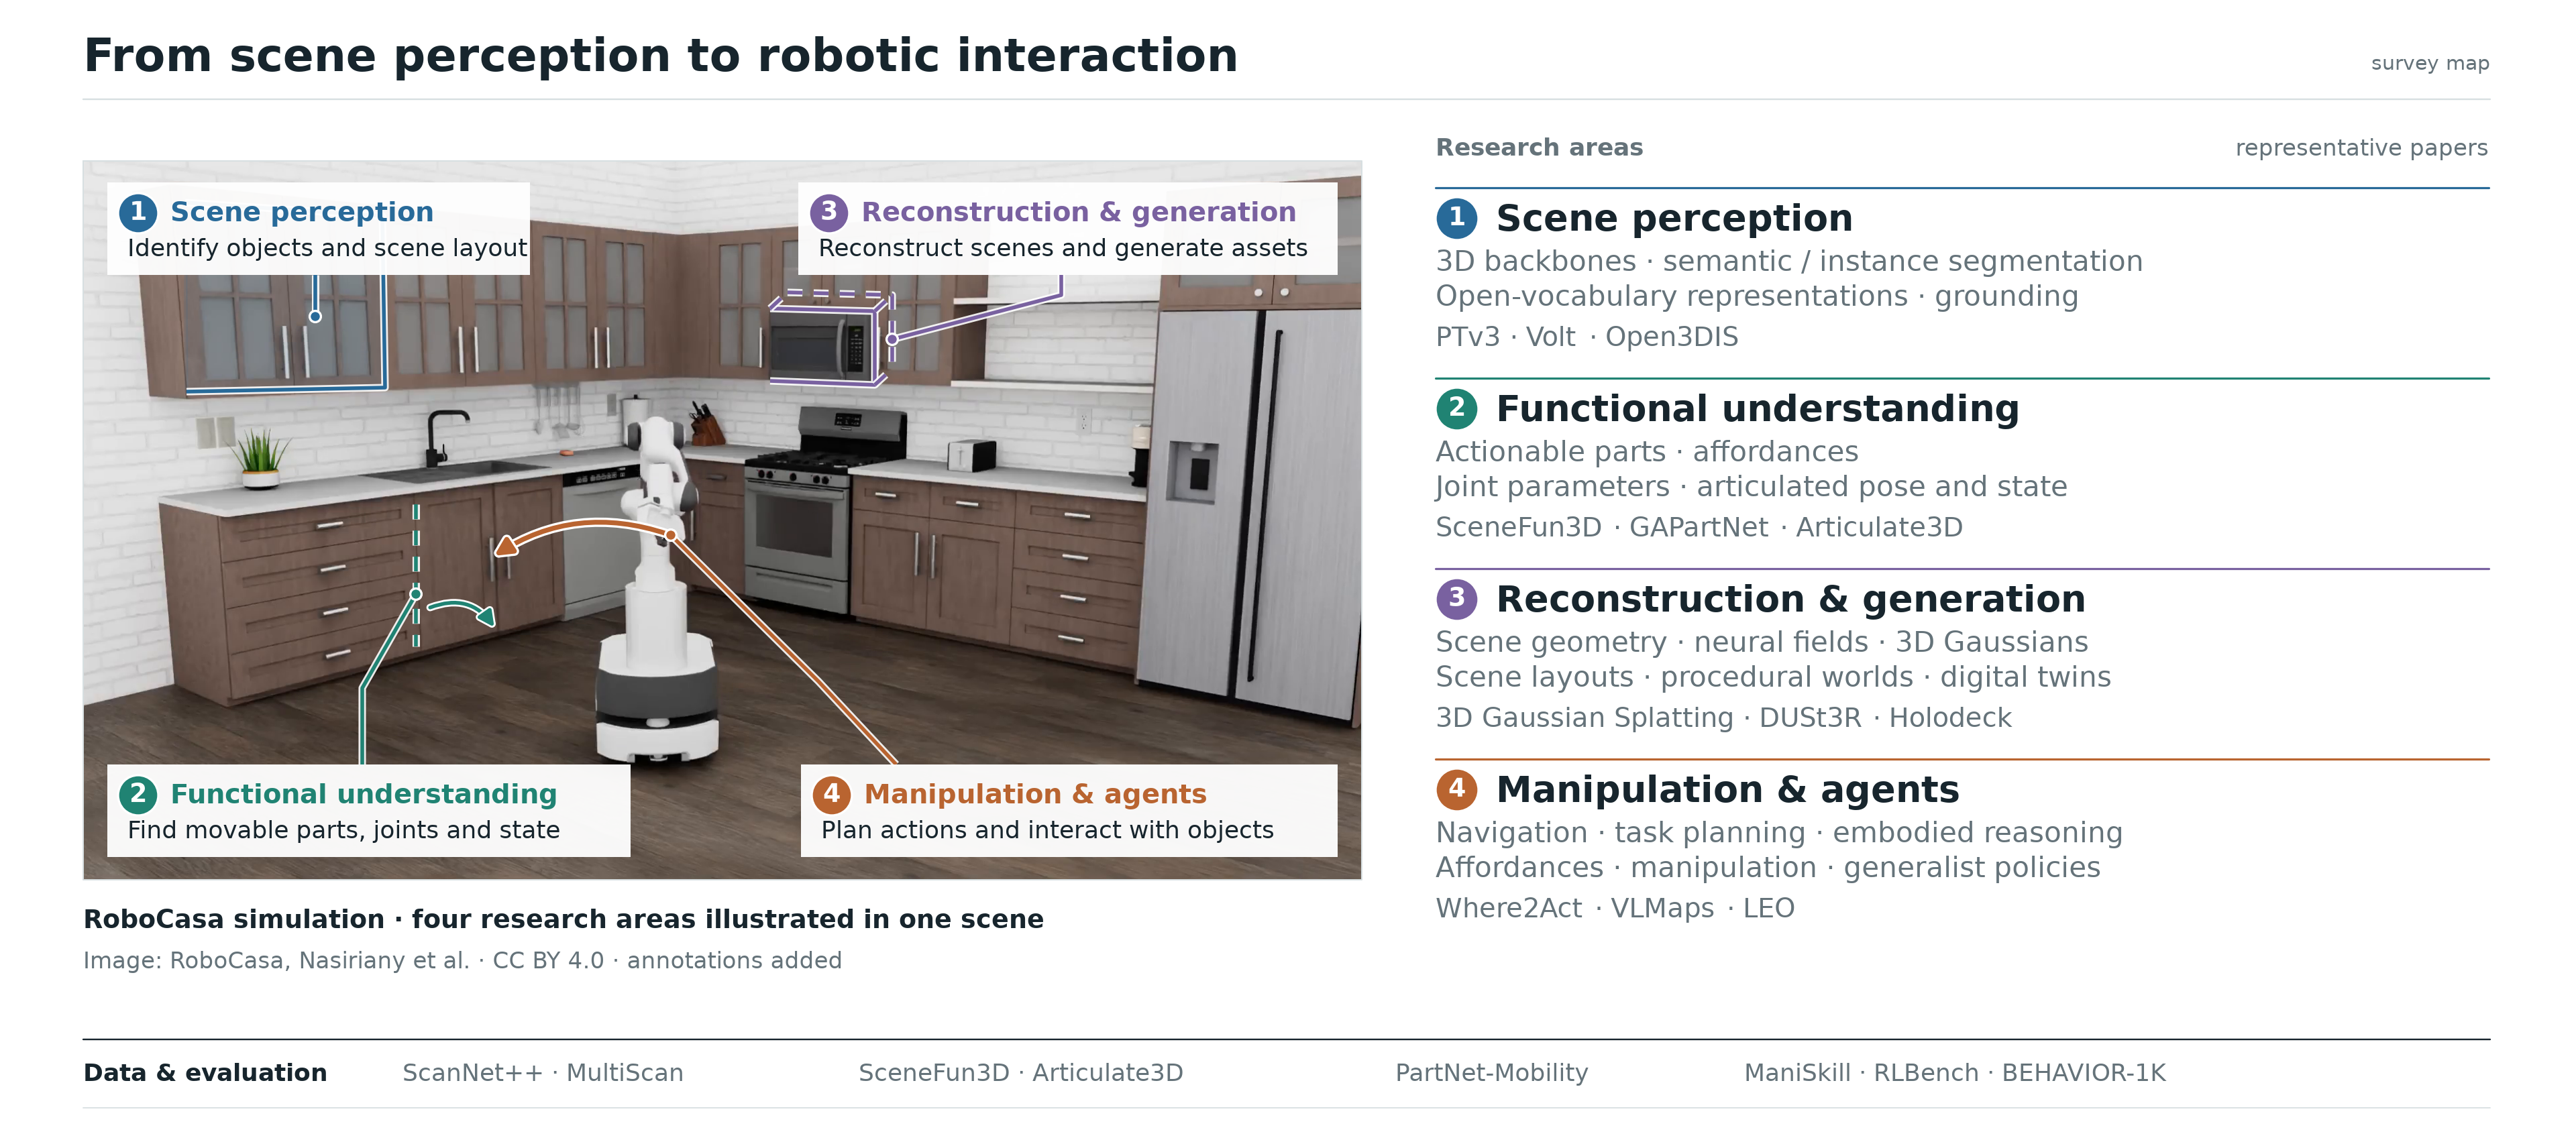 From scene perception to robotic interaction
survey map
1 Scene perception
Identify objects and scene layout
3 Reconstruction & generation
Reconstruct scenes and generate assets
2 Functional understanding
Find movable parts, joints and state
4 Manipulation & agents
Plan actions and interact with objects
RoboCasa simulation · four research areas illustrated in one scene
Image: RoboCasa, Nasiriany et al. · CC BY 4.0 · annotations added
Research areas
representative papers
1 Scene perception
3D backbones · semantic / instance segmentation
Open-vocabulary representations · grounding
PTv3 · Volt · Open3DIS
2 Functional understanding
Actionable parts · affordances
Joint parameters · articulated pose and state
SceneFun3D · GAPartNet · Articulate3D
3 Reconstruction & generation
Scene geometry · neural fields · 3D Gaussians
Scene layouts · procedural worlds · digital twins
3D Gaussian Splatting · DUSt3R · Holodeck
4 Manipulation & agents
Navigation · task planning · embodied reasoning
Affordances · manipulation · generalist policies
Where2Act · VLMaps · LEO
Data & evaluation
ScanNet++ · MultiScan
SceneFun3D · Articulate3D
PartNet-Mobility
ManiSkill · RLBench · BEHAVIOR-1K